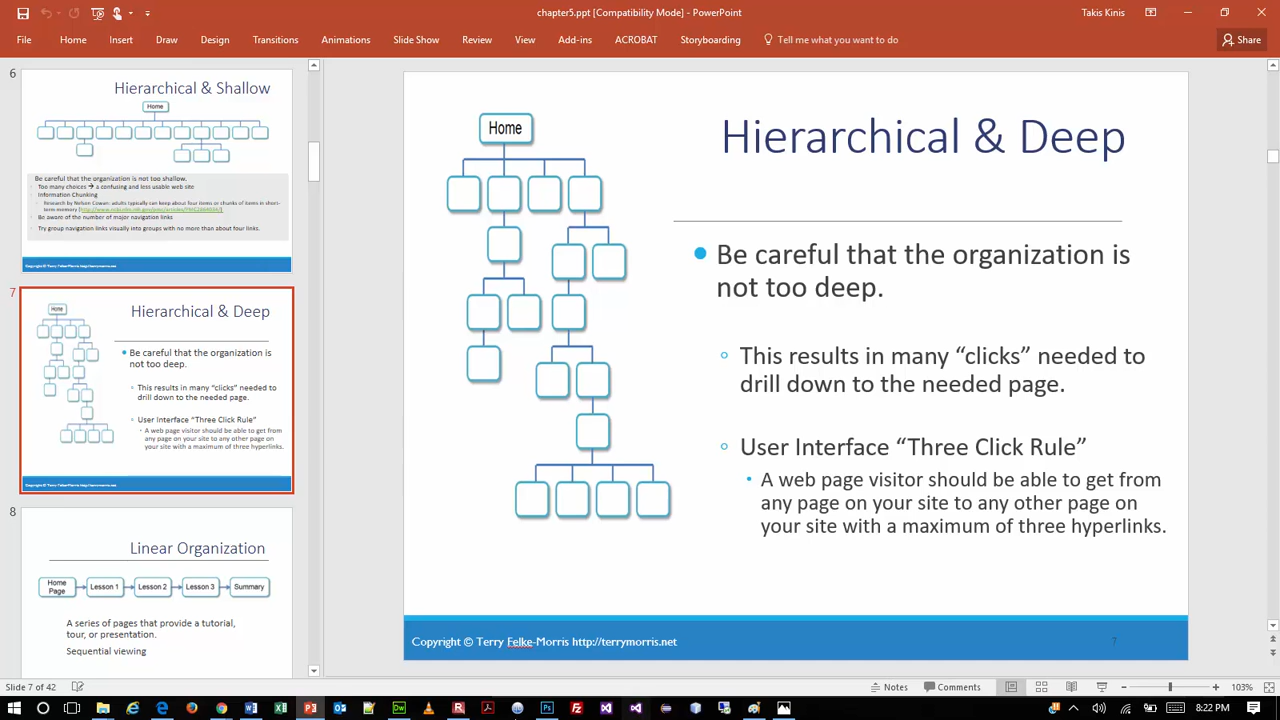 chapter5.ppt [Compatibility Mode] - PowerPoint
Takis Kinis
File Home Insert Draw Design Transitions Animations Slide Show Review View Add-ins ACROBAT Storyboarding Tell me what you want to do Share
6
Hierarchical & Shallow
Home
Be careful that the organization is not too shallow.
Too many choices → a confusing and less usable web site
Information Chunking
Research by Nelson Cowan: adults typically can keep about four items or chunks of items in short-
term memory
Be aware of the number of major navigation links
Try group navigation links visually into groups with no more than about four links.
Copyright © Terry Felke-Morris http://terrymorris.net
7
Hierarchical & Deep
Home
Be careful that the organization is
not too deep.
This results in many "clicks" needed to
drill down to the needed page.
User Interface "Three Click Rule"
A web page visitor should be able to get from
any page on your site to any other page on
your site with a maximum of three hyperlinks.
Copyright © Terry Felke-Morris http://terrymorris.net
8
Linear Organization
Home
Page
Lesson 1
Lesson 2
Lesson 3
Summary
A series of pages that provide a tutorial,
tour, or presentation.
Sequential viewing
Home
Hierarchical & Deep
Be careful that the organization is
not too deep.
This results in many “clicks” needed to
drill down to the needed page.
User Interface “Three Click Rule”
A web page visitor should be able to get from
any page on your site to any other page on
your site with a maximum of three hyperlinks.
Copyright © Terry Felke-Morris http://terrymorris.net
7
Slide 7 of 42
Notes
Comments
103%
8:22 PM